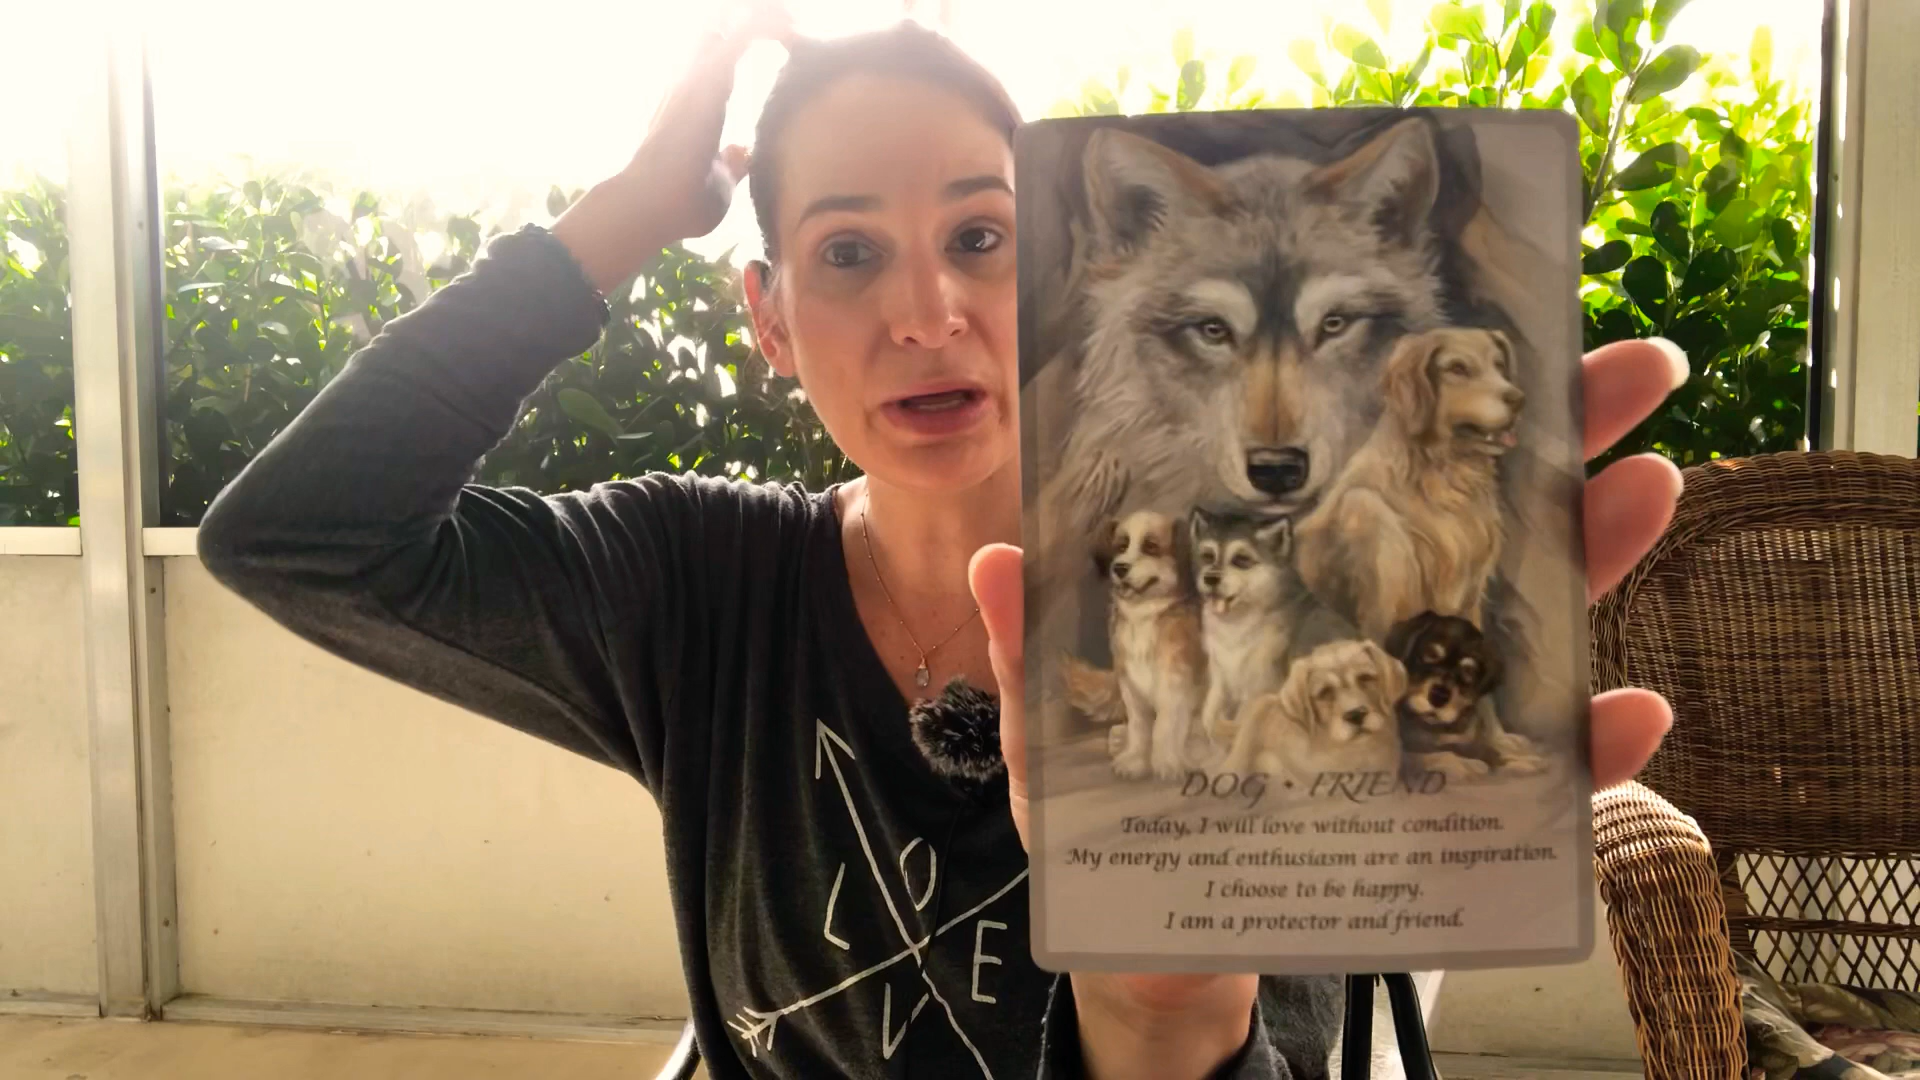 DOG • FRIEND
Today, I will love without condition.
My energy and enthusiasm are an inspiration.
I choose to be happy.
I am a protector and friend.
L O
V E